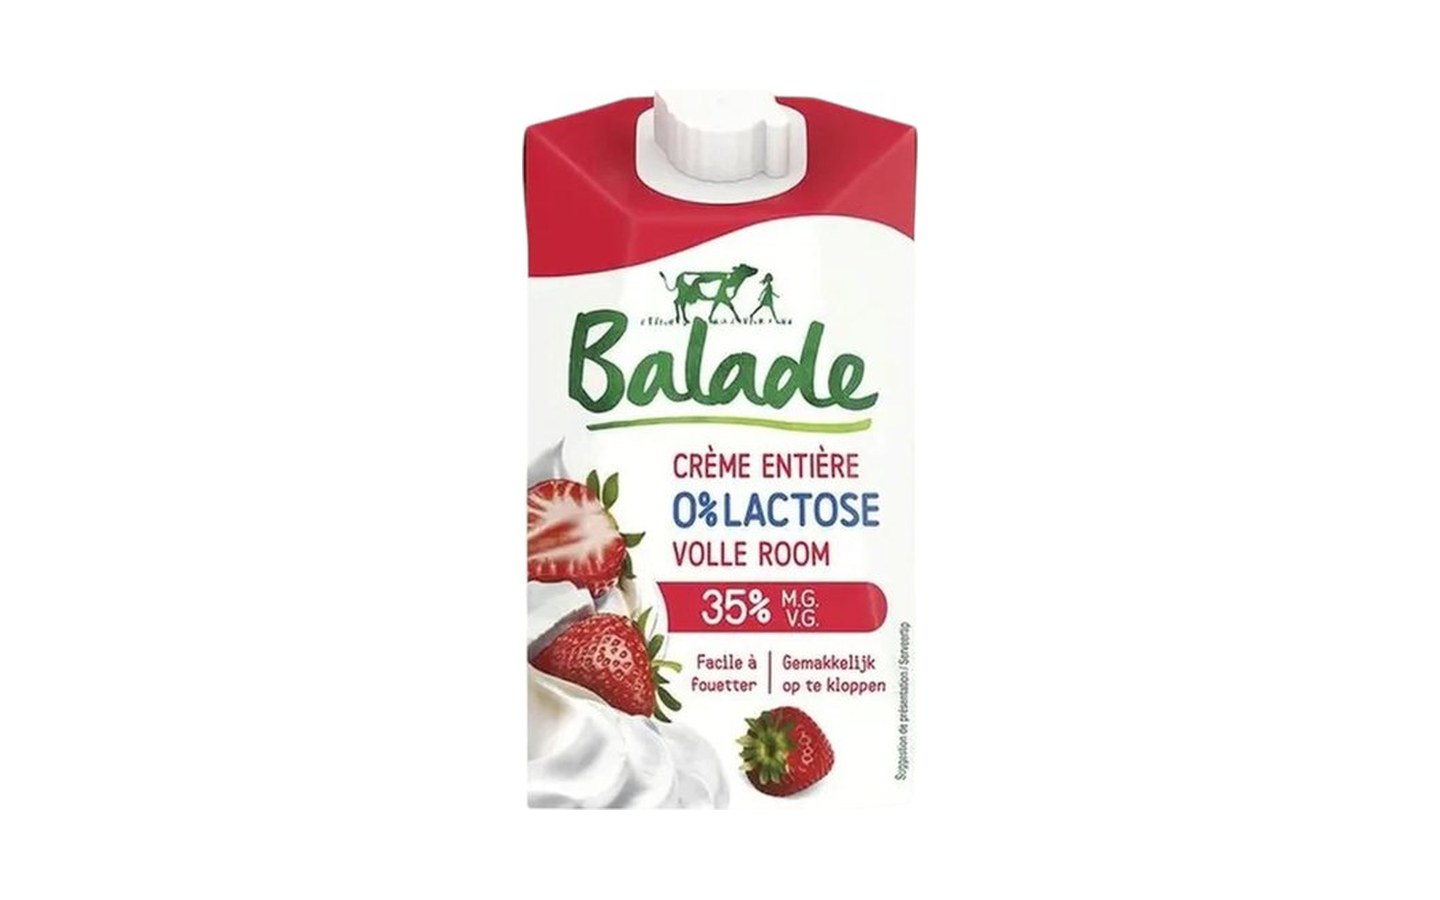 Balade
CRÈME ENTIÈRE
0% LACTOSE
VOLLE ROOM
35% M.G.
V.G.
Facile à
fouetter
Gemakkelijk
op te kloppen
Suggestion de présentation / Serveertip